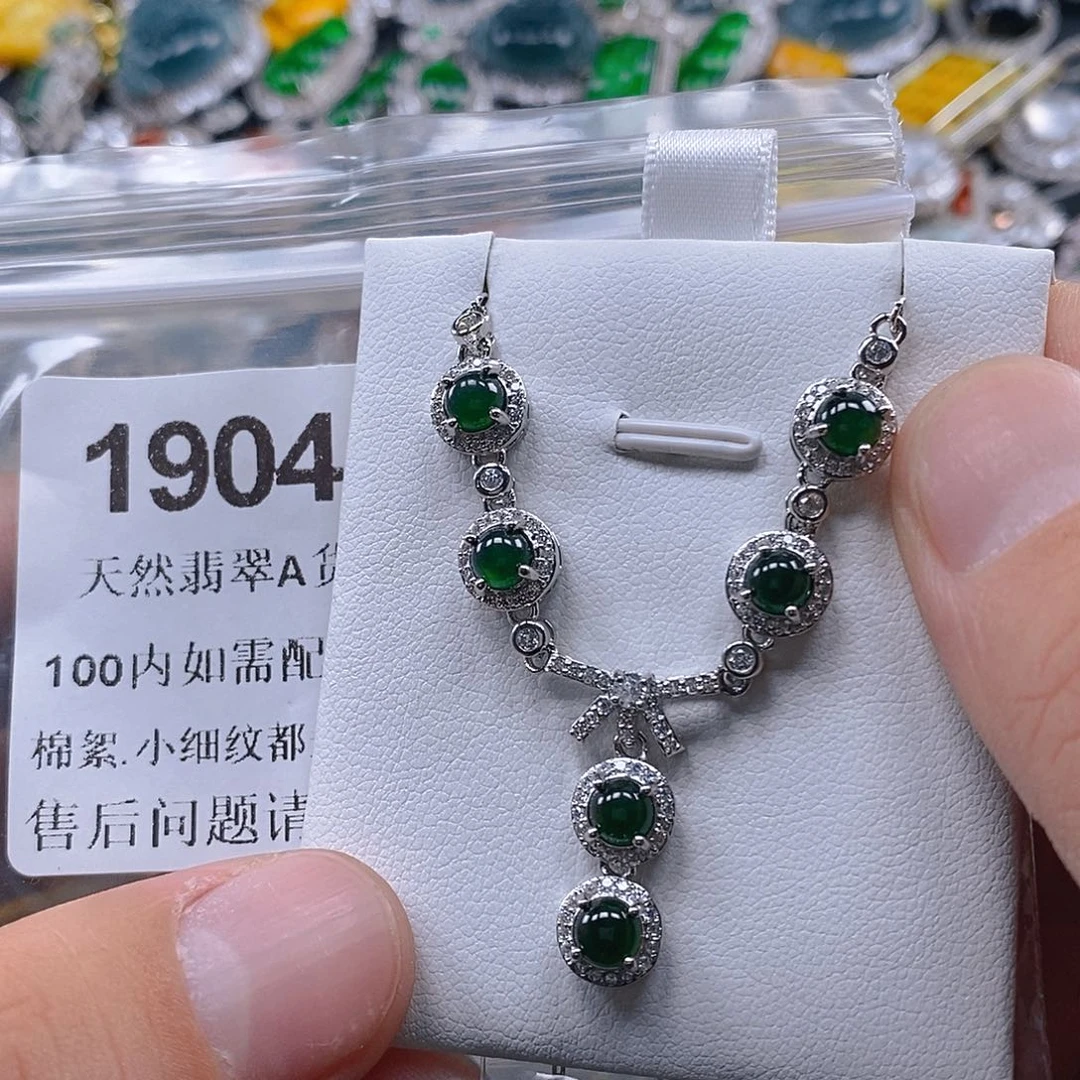 1904
天然翡翠A货
100内如需配
棉絮.小细纹都
售后问题请